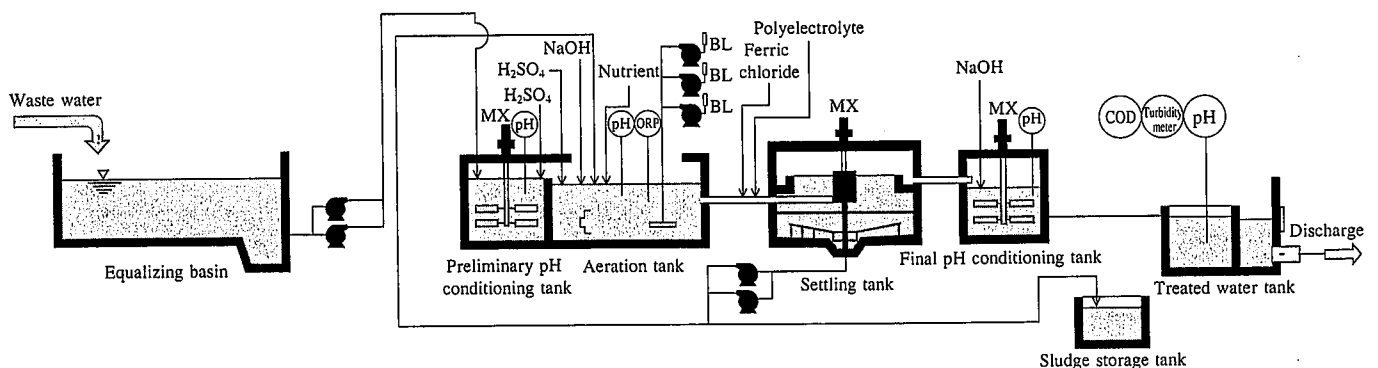 Waste water
Equalizing basin
H₂SO₄
H₂SO₄
NaOH
Nutrient
MX
pH
pH
ORP
BL
BL
BL
Polyelectrolyte
Ferric
chloride
MX
NaOH
MX
pH
COD
Turbidity
meter
pH
Discharge
Preliminary pH
conditioning tank
Aeration tank
Settling tank
Final pH conditioning tank
Treated water tank
Sludge storage tank